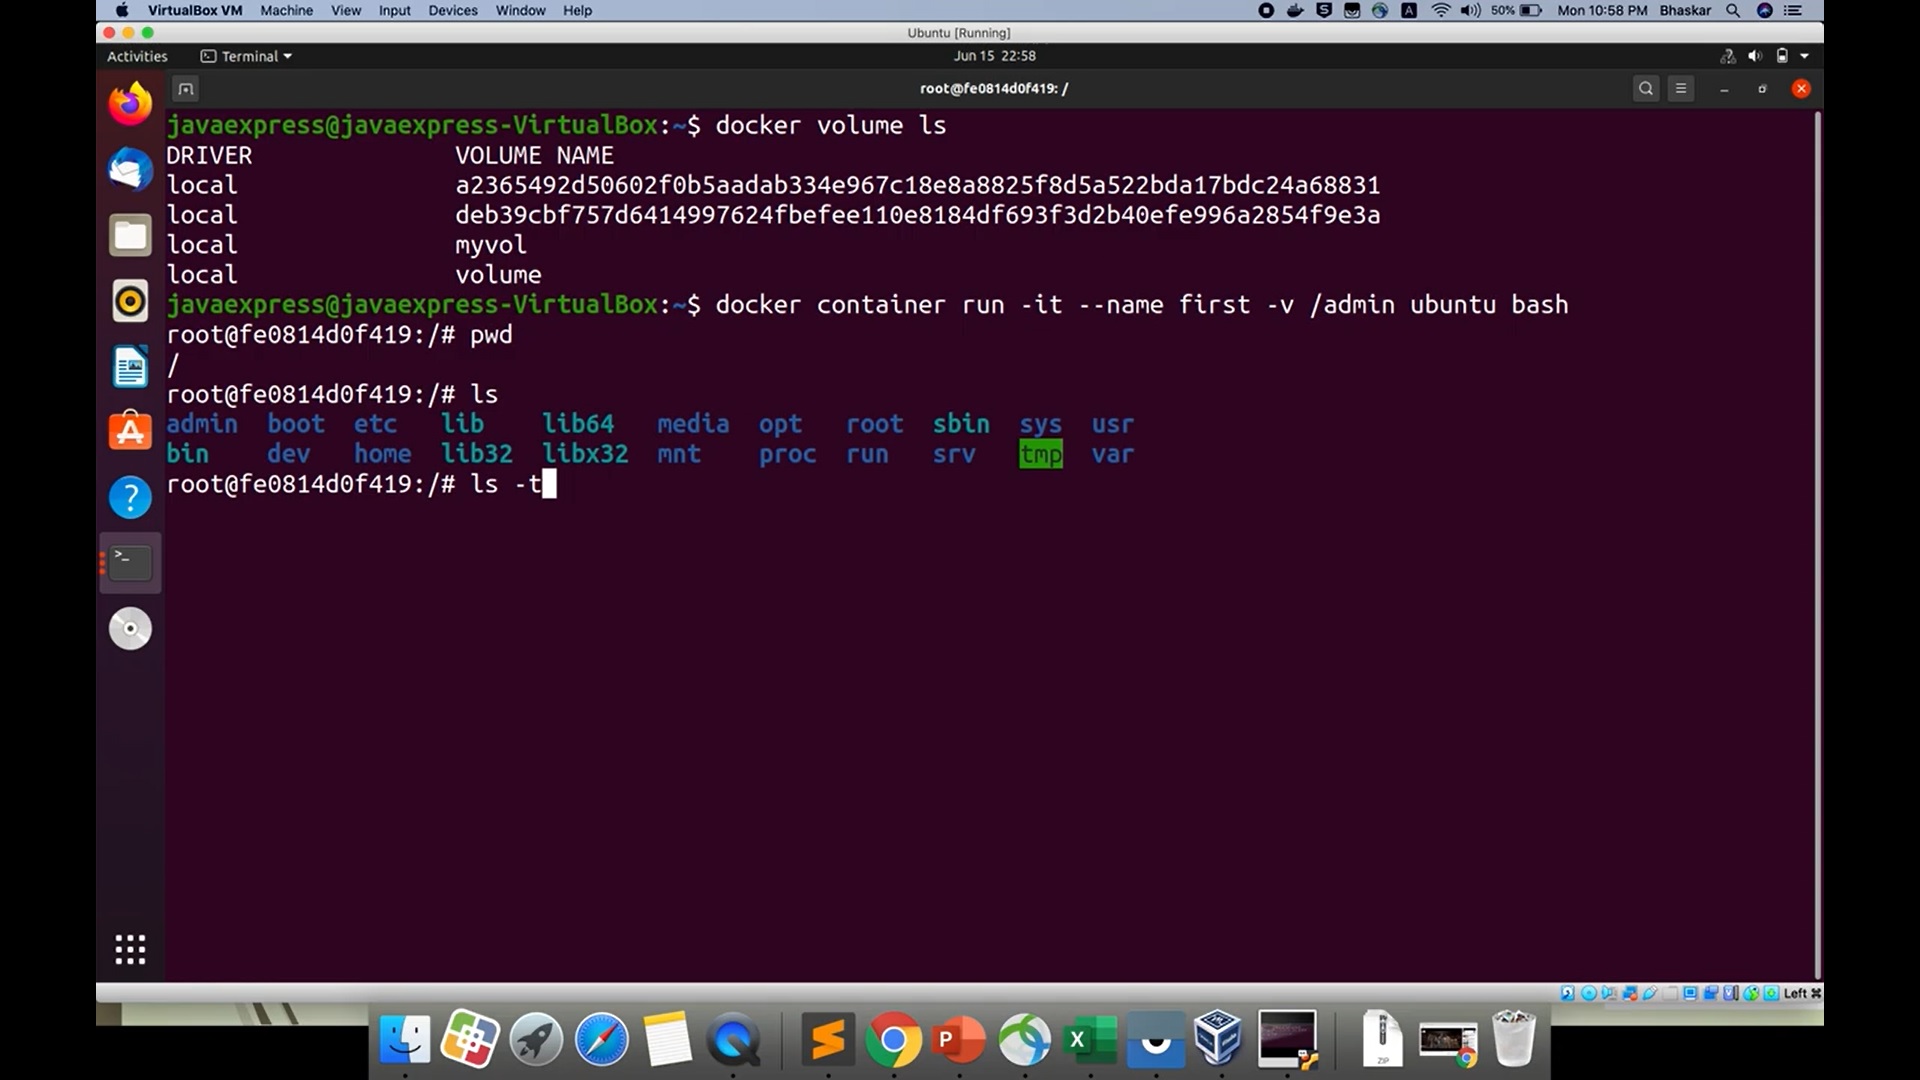 VirtualBox VM Machine View Input Devices Window Help 50% Mon 10:58 PM Bhaskar
Ubuntu [Running]
Activities Terminal Jun 15 22:58
root@fe0814d0f419: /
javaexpress@javaexpress-VirtualBox:~$ docker volume ls
DRIVER VOLUME NAME
local a2365492d50602f0b5aadab334e967c18e8a8825f8d5a522bda17bdc24a68831
local deb39cbf757d6414997624fbefee110e8184df693f3d2b40efe996a2854f9e3a
local myvol
local volume
javaexpress@javaexpress-VirtualBox:~$ docker container run -it --name first -v /admin ubuntu bash
root@fe0814d0f419:/# pwd
/
root@fe0814d0f419:/# ls
admin boot etc lib lib64 media opt root sbin sys usr
bin dev home lib32 libx32 mnt proc run srv tmp var
root@fe0814d0f419:/# ls -t
Left ⌘
ZIP